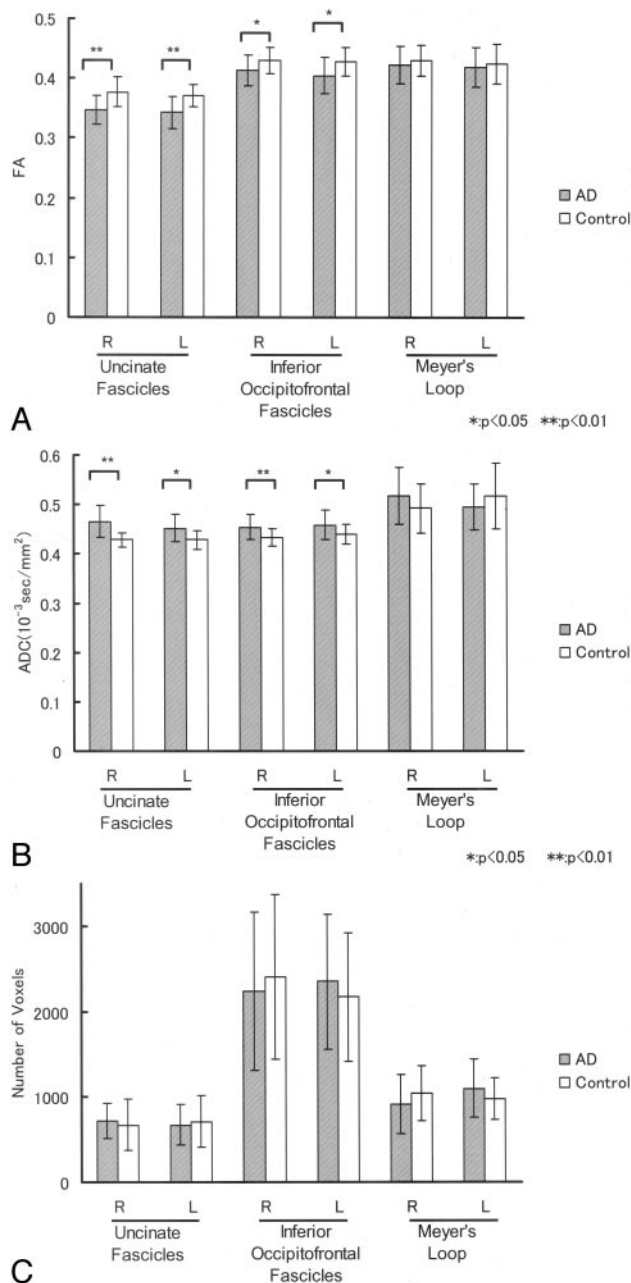 0.5
0.4
0.3
0.2
0.1
0
FA
** ** * *
AD
Control
R L R L R L
Uncinate Fascicles
Inferior Occipitofrontal Fascicles
Meyer's Loop
A
*:p<0.05 **:p<0.01
0.6
0.5
0.4
0.3
0.2
0.1
0
ADC(10⁻³sec/mm²)
** * ** *
AD
Control
R L R L R L
Uncinate Fascicles
Inferior Occipitofrontal Fascicles
Meyer's Loop
B
*:p<0.05 **:p<0.01
3000
2000
1000
0
Number of Voxels
AD
Control
R L R L R L
Uncinate Fascicles
Inferior Occipitofrontal Fascicles
Meyer's Loop
C